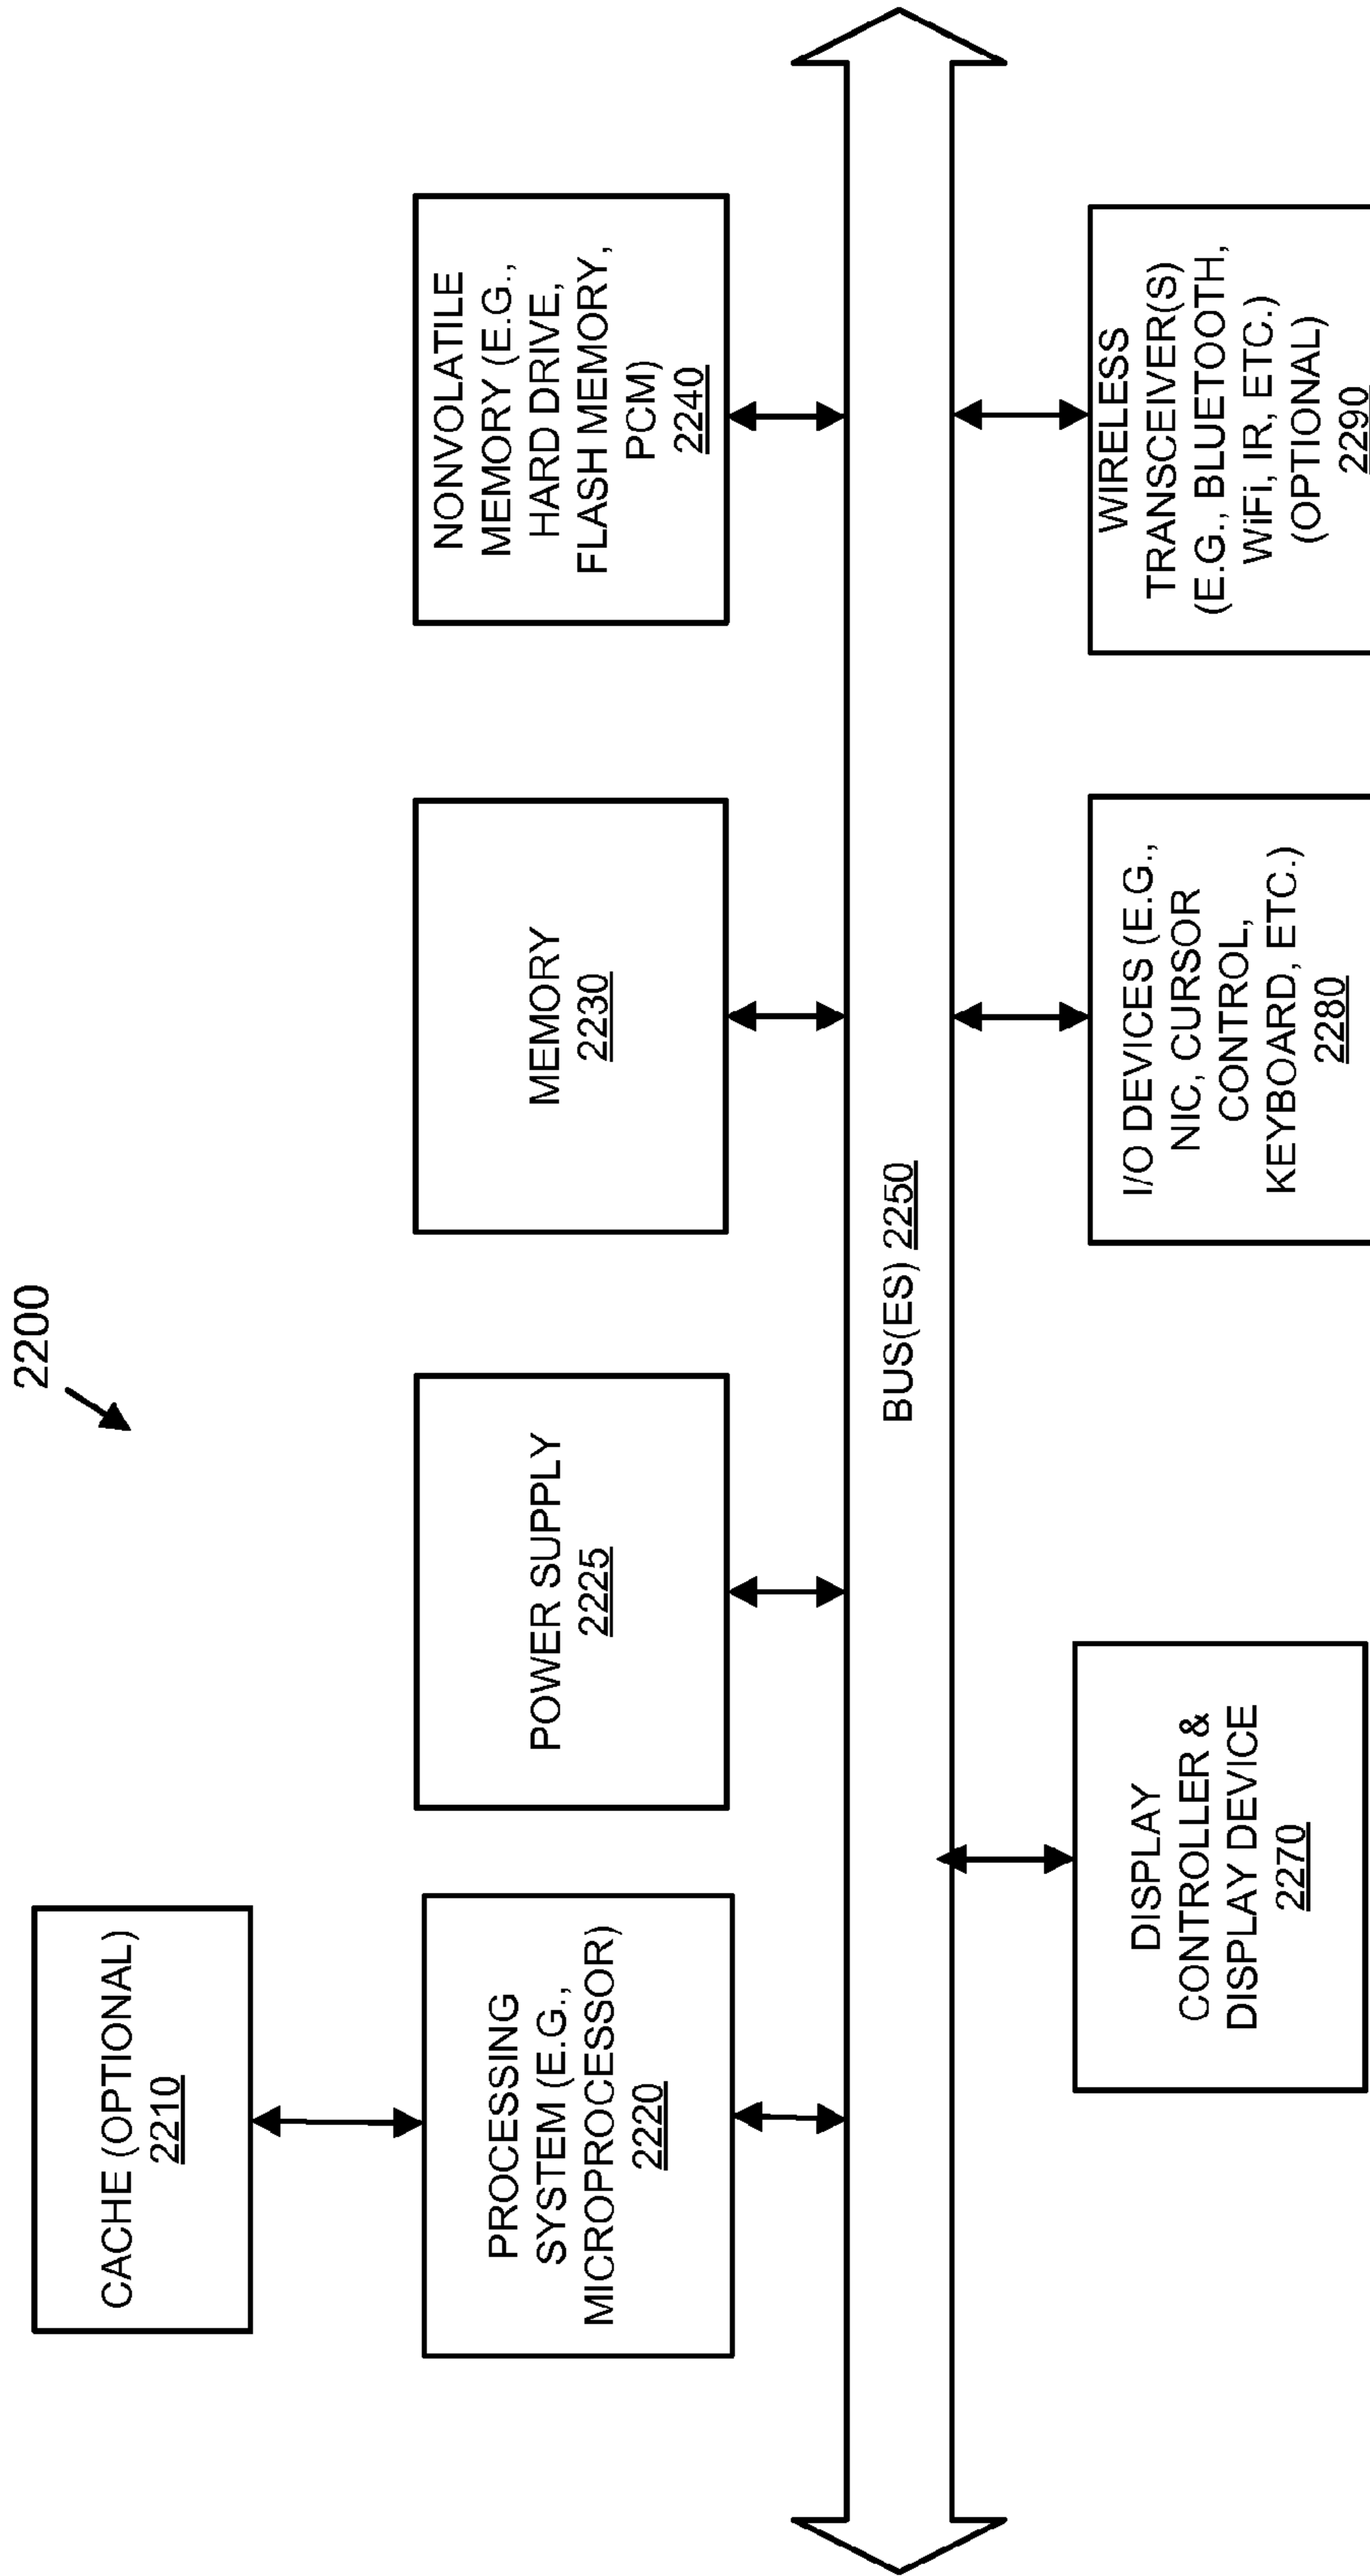 2200
CACHE (OPTIONAL)
2210
PROCESSING
SYSTEM (E.G.,
MICROPROCESSOR)
2220
POWER SUPPLY
2225
MEMORY
2230
NONVOLATILE
MEMORY (E.G.,
HARD DRIVE,
FLASH MEMORY,
PCM)
2240
BUS(ES) 2250
DISPLAY
CONTROLLER &
DISPLAY DEVICE
2270
I/O DEVICES (E.G.,
NIC, CURSOR
CONTROL,
KEYBOARD, ETC.)
2280
WIRELESS
TRANSCEIVER(S)
(E.G., BLUETOOTH,
WiFi, IR, ETC.)
(OPTIONAL)
2290